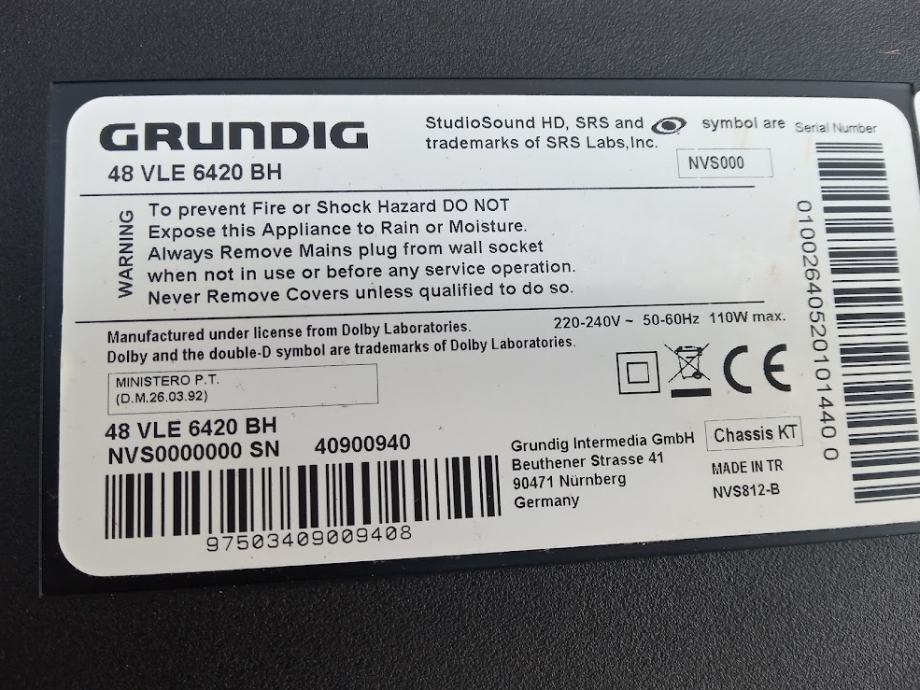 GRUNDIG
48 VLE 6420 BH
StudioSound HD, SRS and symbol are
trademarks of SRS Labs,Inc.
NVS000
Serial Number
WARNING
To prevent Fire or Shock Hazard DO NOT
Expose this Appliance to Rain or Moisture.
Always Remove Mains plug from wall socket
when not in use or before any service operation.
Never Remove Covers unless qualified to do so.
Manufactured under license from Dolby Laboratories.
Dolby and the double-D symbol are trademarks of Dolby Laboratories.
220-240V ~ 50-60Hz 110W max.
MINISTERO P.T.
(D.M.26.03.92)
CE
48 VLE 6420 BH
NVS0000000 SN 40900940
97503409009408
Grundig Intermedia GmbH
Beuthener Strasse 41
90471 Nürnberg
Germany
Chassis KT
MADE IN TR
NVS812-B
01002640520101440 0